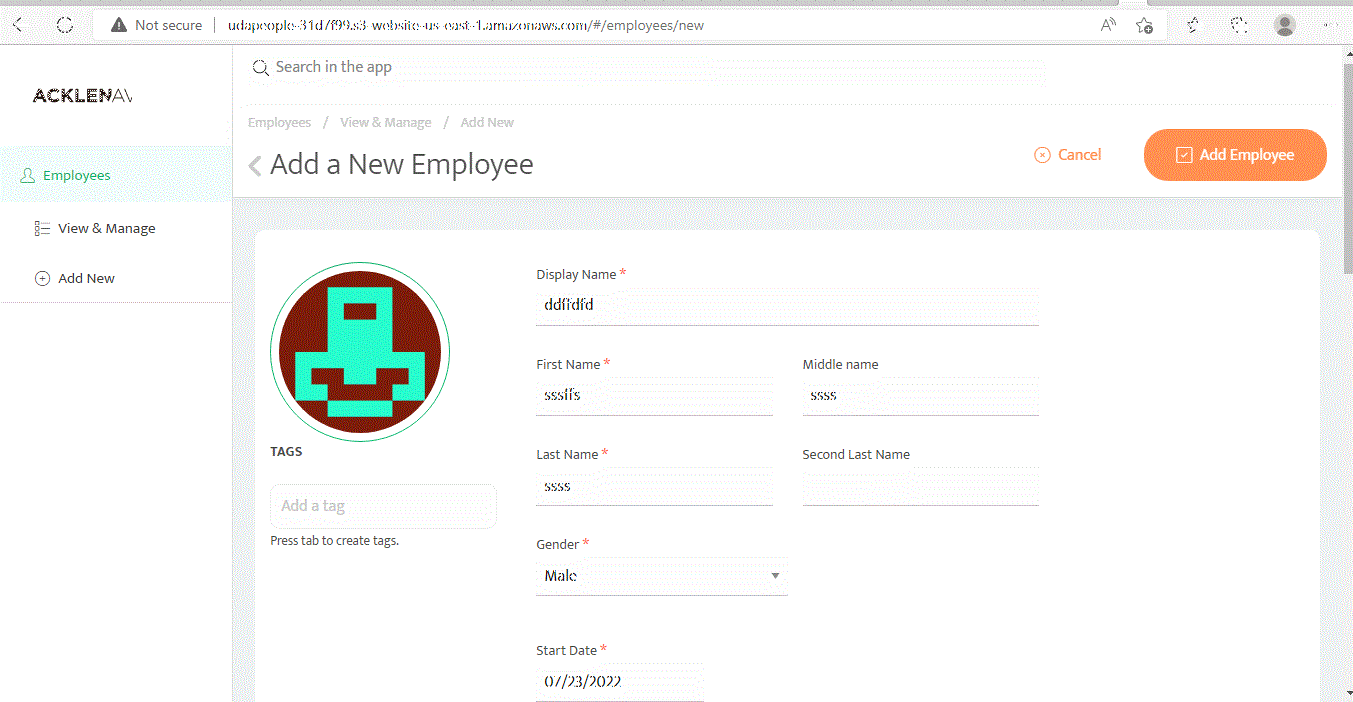 Not secure | udapeople-31d7f99.s3-website-us-east-1.amazonaws.com/#/employees/new
Search in the app
ACKLENAV
Employees / View & Manage / Add New
Add a New Employee
Cancel
Add Employee
Employees
View & Manage
Add New
Display Name *
ddffdfd
First Name *
Middle name
sssffs
ssss
Last Name *
Second Last Name
ssss
TAGS
Add a tag
Press tab to create tags.
Gender *
Male
Start Date *
07/23/2022